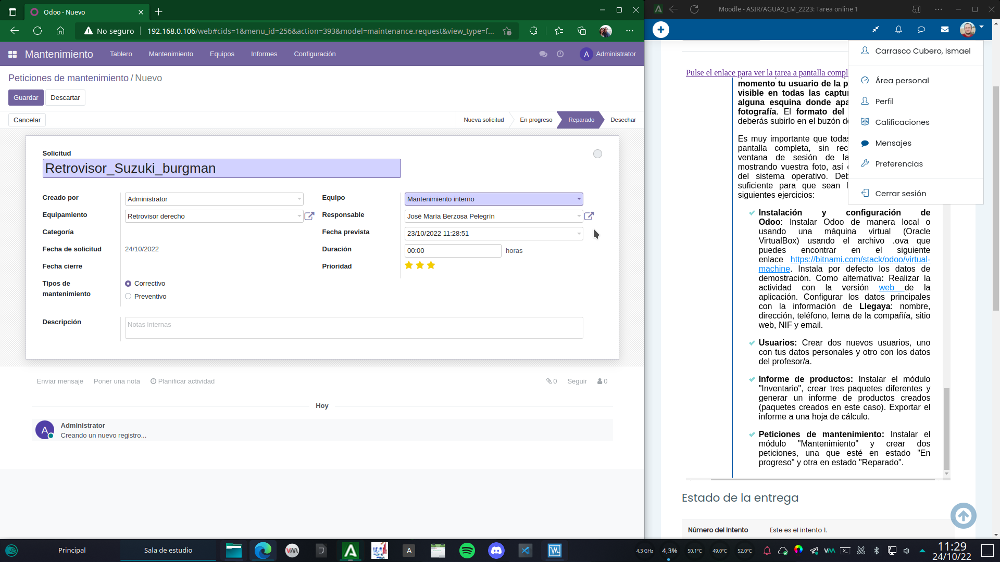 Odoo - Nuevo
No seguro
192.168.0.106/web#cids=1&menu_id=256&action=393&model=maintenance.request&view_type=f...
Mantenimiento
Tablero
Mantenimiento
Equipos
Informes
Configuración
A
Administrator
Peticiones de mantenimiento / Nuevo
Guardar
Descartar
Cancelar
Nueva solicitud
En progreso
Reparado
Desechar
Solicitud
Retrovisor_Suzuki_burgman
Creado por
Administrator
Equipamiento
Retrovisor derecho
Categoría
Fecha de solicitud
24/10/2022
Fecha cierre
Tipos de
mantenimiento
Correctivo
Preventivo
Equipo
Mantenimiento interno
Responsable
José María Berzosa Pelegrín
Fecha prevista
23/10/2022 11:28:51
Duración
00:00
horas
Prioridad
Descripción
Notas internas
Enviar mensaje
Poner una nota
Planificar actividad
0
Seguir
0
Hoy
A
Administrator
Creando un nuevo registro...
Moodle - ASIR/AGUA2_LM_2223: Tarea online 1
Carrasco Cubero, Ismael
Área personal
Perfil
Calificaciones
Mensajes
Preferencias
Cerrar sesión
Pulse el enlace para ver la tarea a pantalla compl
momento tu usuario de la p
visible en todas las captu
alguna esquina donde apa
fotografía. El formato del
deberás subirlo en el buzón de
Es muy importante que todas
pantalla completa, sin rec
ventana de sesión de la
mostrando vuestra foto, así
del sistema operativo. Deb
suficiente para que sean l
siguientes ejercicios:
Instalación y configuración de
Odoo: Instalar Odoo de manera local o
usando una máquina virtual (Oracle
VirtualBox) usando el archivo .ova que
puedes encontrar en el siguiente
enlace https://bitnami.com/stack/odoo/virtual-
machine. Instala por defecto los datos de
demostración. Como alternativa: Realizar la
actividad con la versión web de la
aplicación. Configurar los datos principales
con la información de Llegaya: nombre,
dirección, teléfono, lema de la compañía, sitio
web, NIF y email.
Usuarios: Crear dos nuevos usuarios, uno
con tus datos personales y otro con los datos
del profesor/a.
Informe de productos: Instalar el módulo
"Inventario", crear tres paquetes diferentes y
generar un informe de productos creados
(paquetes creados en este caso). Exportar el
informe a una hoja de cálculo.
Peticiones de mantenimiento: Instalar el
módulo "Mantenimiento" y crear dos
peticiones, una que esté en estado "En
progreso" y otra en estado "Reparado".
Estado de la entrega
Número del Intento
Este es el intento 1.
Principal
Sala de estudio
A
4,3 GHz
4,3%
50,1°C
49,0°C
52,0°C
11:29
24/10/22